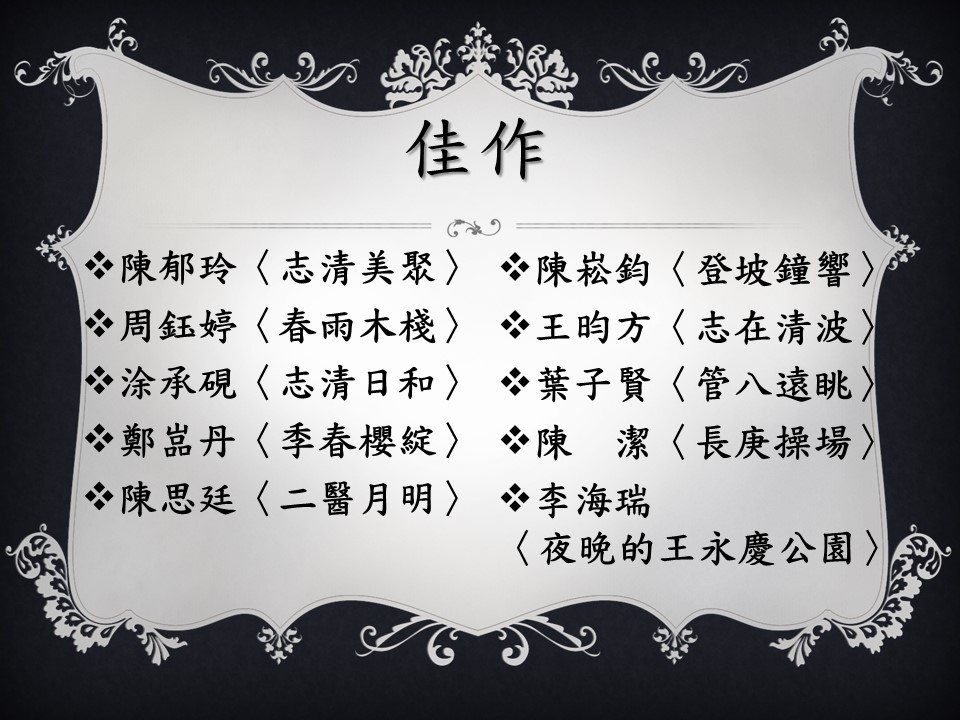 佳作
❖陳郁玲〈志清美聚〉
❖周鈺婷〈春雨木棧〉
❖涂承硯〈志清日和〉
❖鄭嵓丹〈季春櫻綻〉
❖陳思廷〈二醫月明〉
❖陳崧鈞〈登坡鐘響〉
❖王昀方〈志在清波〉
❖葉子賢〈管八遠眺〉
❖陳　潔〈長庚操場〉
❖李海瑞
〈夜晚的王永慶公園〉